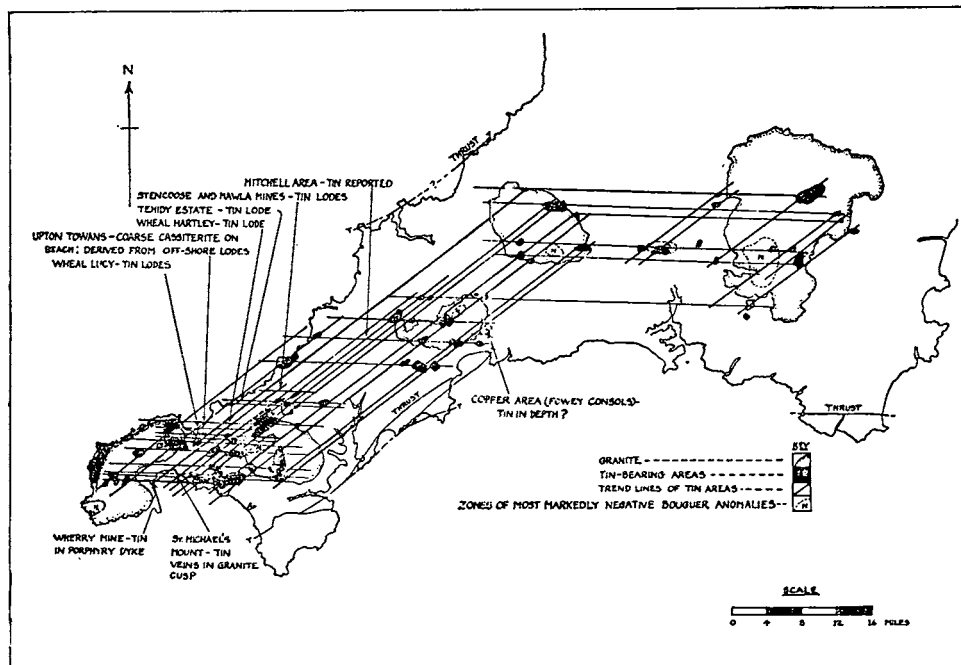 N
THRUST
MITCHELL AREA - TIN REPORTED
STENCOOSE AND MAWLA MINES - TIN LODES
TEHIDY ESTATE - TIN LODE
WHEAL HARTLEY - TIN LODE
UPTON TOWANS - COARSE CASSITERITE ON
BEACH; DERIVED FROM OFF-SHORE LODES
WHEAL LUCY - TIN LODES
THRUST
COPPER AREA (FOWEY CONSOLS)-
TIN IN DEPTH?
THRUST
KEY
GRANITE
TIN-BEARING AREAS
TREND LINES OF TIN AREAS
ZONES OF MOST MARKEDLY NEGATIVE BOUGUER ANOMALIES
WHERRY MINE - TIN
IN PORPHYRY DYKE
ST. MICHAEL'S
MOUNT - TIN
VEINS IN GRANITE
CUSP
SCALE
0 4 8 12 16 MILES